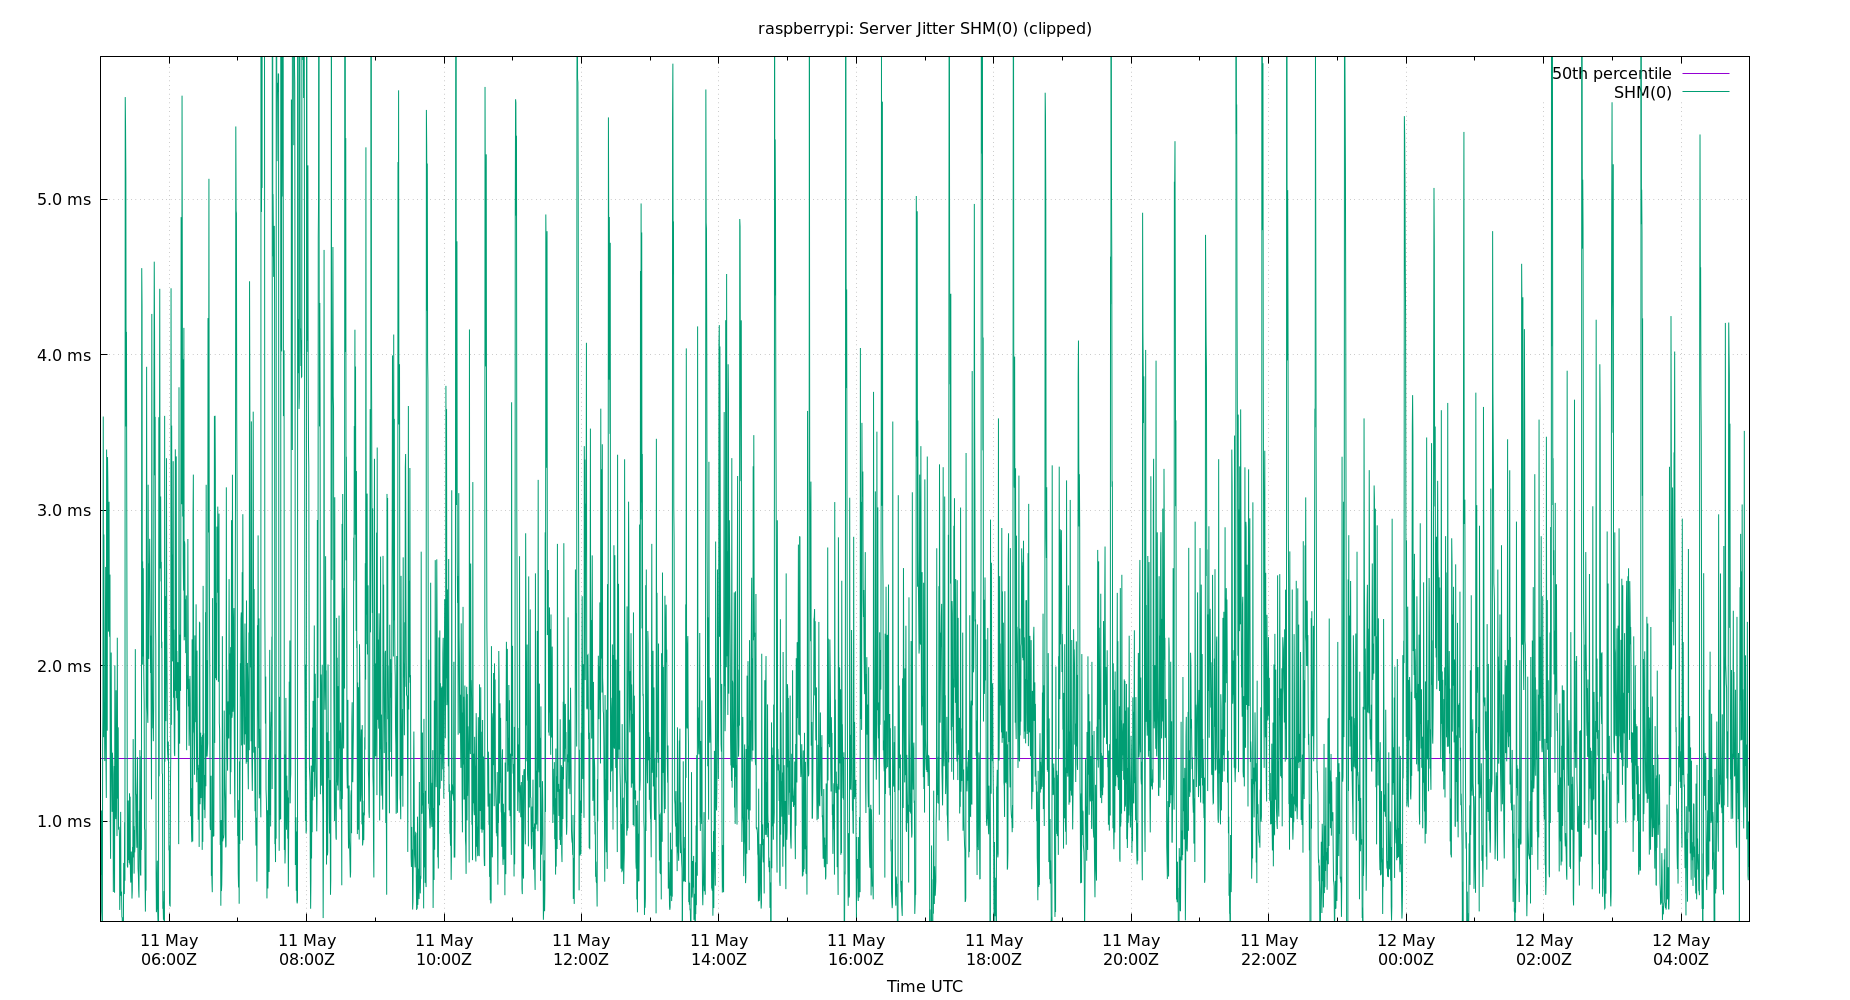 raspberrypi: Server Jitter SHM(0) (clipped)
50th percentile
SHM(0)
5.0 ms
4.0 ms
3.0 ms
2.0 ms
1.0 ms
11 May 11 May 11 May 11 May 11 May 11 May 11 May 11 May 11 May 12 May 12 May 12 May
06:00Z 08:00Z 10:00Z 12:00Z 14:00Z 16:00Z 18:00Z 20:00Z 22:00Z 00:00Z 02:00Z 04:00Z
Time UTC